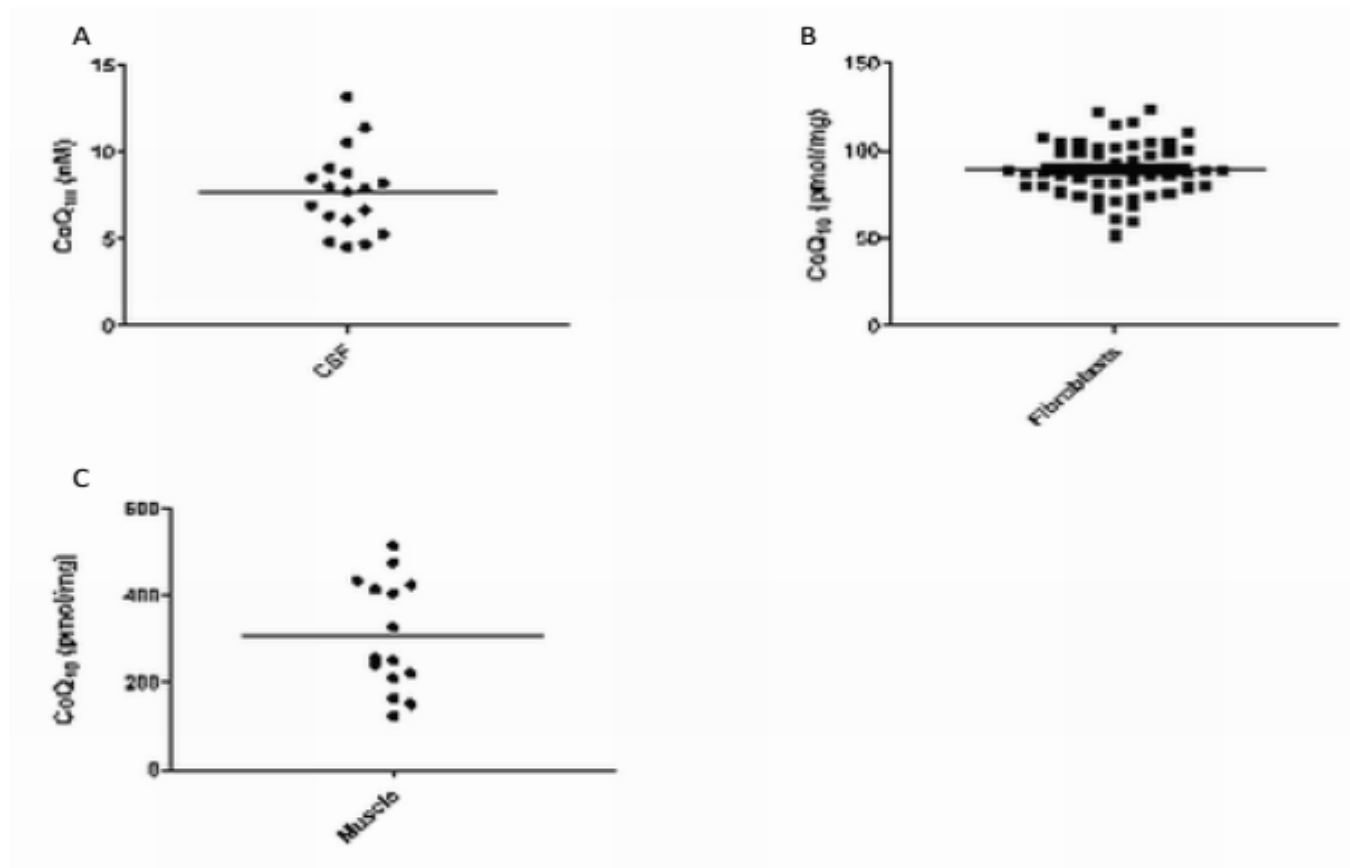 A
15
10
5
0
CoQ10 (nM)
CSF
B
150
100
50
0
CoQ10 (pmol/mg)
Fibroblasts
C
600
400
200
0
CoQ10 (pmol/mg)
Muscle